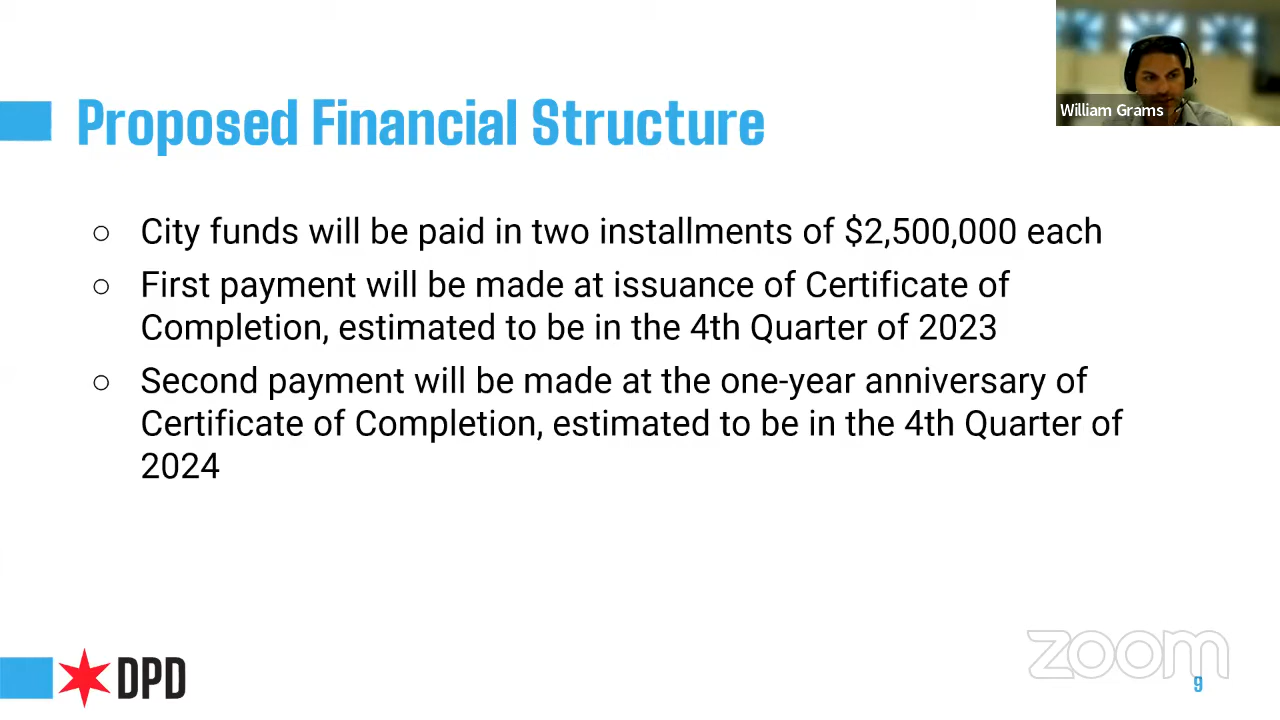 William Grams
Proposed Financial Structure
○ City funds will be paid in two installments of $2,500,000 each
○ First payment will be made at issuance of Certificate of
Completion, estimated to be in the 4th Quarter of 2023
○ Second payment will be made at the one-year anniversary of
Certificate of Completion, estimated to be in the 4th Quarter of
2024
DPD
zoom
9